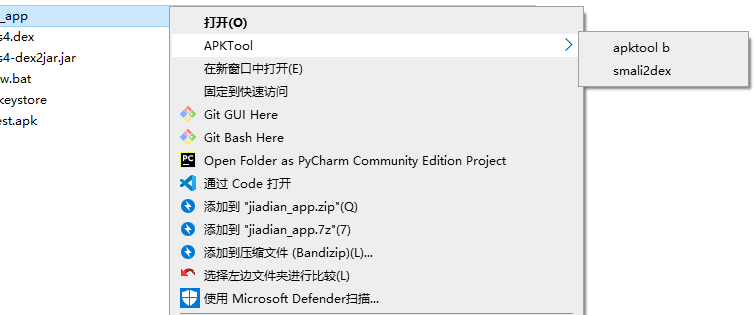 _app
s4.dex
s4-dex2jar.jar
w.bat
keystore
est.apk
打开(O)
APKTool
在新窗口中打开(E)
固定到快速访问
Git GUI Here
Git Bash Here
Open Folder as PyCharm Community Edition Project
通过 Code 打开
添加到 "jiadian_app.zip"(Q)
添加到 "jiadian_app.7z"(7)
添加到压缩文件 (Bandizip)(L)...
选择左边文件夹进行比较(L)
使用 Microsoft Defender扫描...
apktool b
smali2dex